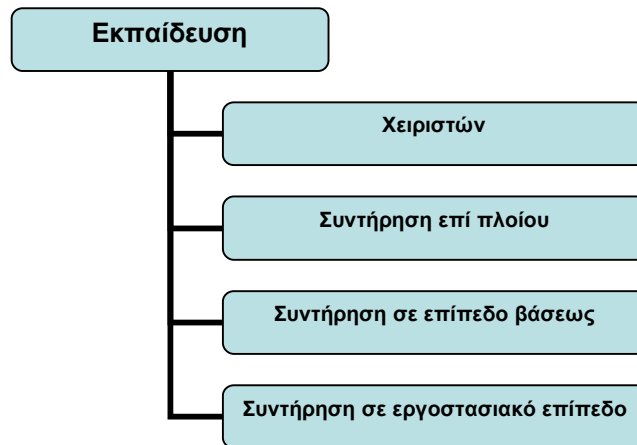 Εκπαίδευση
Χειριστών
Συντήρηση επί πλοίου
Συντήρηση σε επίπεδο βάσεως
Συντήρηση σε εργοστασιακό επίπεδο